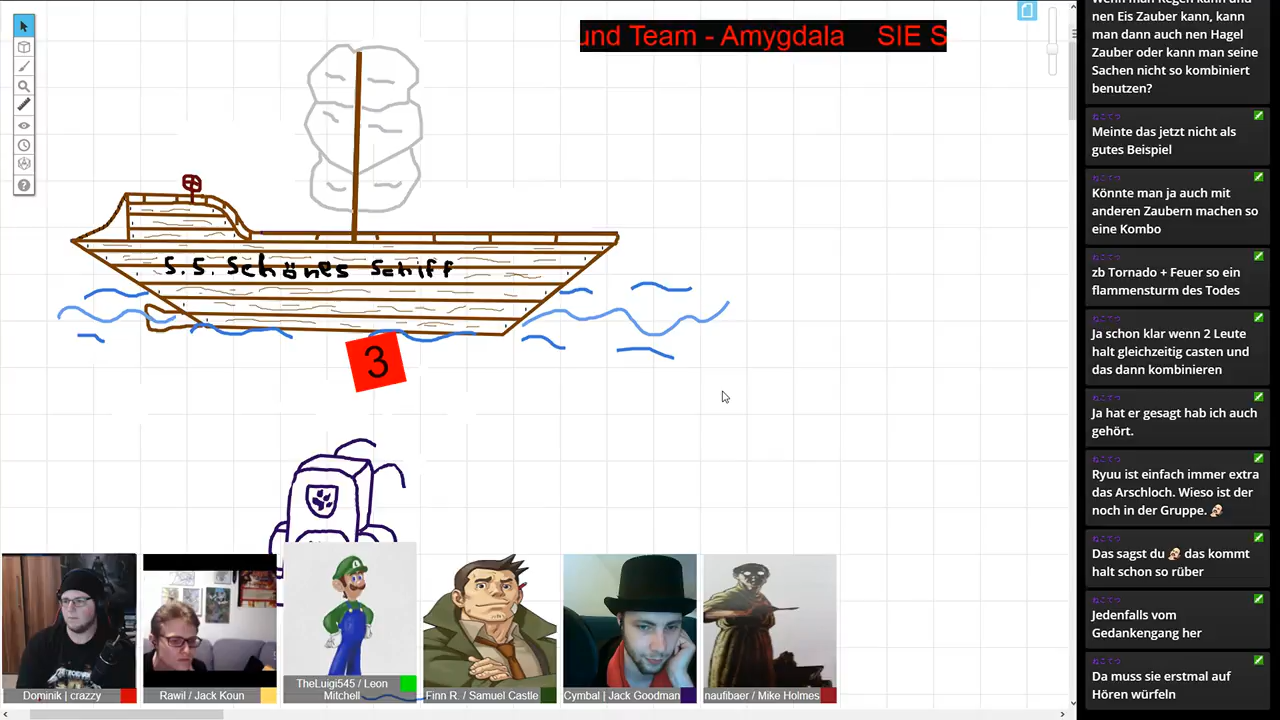 und Team - Amygdala SIE S
S.S. Schönes Schiff
3
Dominik | crazzy
Rawil / Jack Koun
TheLuigi545 / Leon
Mitchell
Finn R. / Samuel Castle
Cymbal | Jack Goodman
naufibaer / Mike Holmes
Wenn man Regen kann und
nen Eis Zauber kann, kann
man dann auch nen Hagel
Zauber oder kann man seine
Sachen nicht so kombiniert
benutzen?
Meinte das jetzt nicht als
gutes Beispiel
Könnte man ja auch mit
anderen Zaubern machen so
eine Kombo
zb Tornado + Feuer so ein
flammensturm des Todes
Ja schon klar wenn 2 Leute
halt gleichzeitig casten und
das dann kombinieren
Ja hat er gesagt hab ich auch
gehört.
Ryuu ist einfach immer extra
das Arschloch. Wieso ist der
noch in der Gruppe.
Das sagst du das kommt
halt schon so rüber
Jedenfalls vom
Gedankengang her
Da muss sie erstmal auf
Hören würfeln